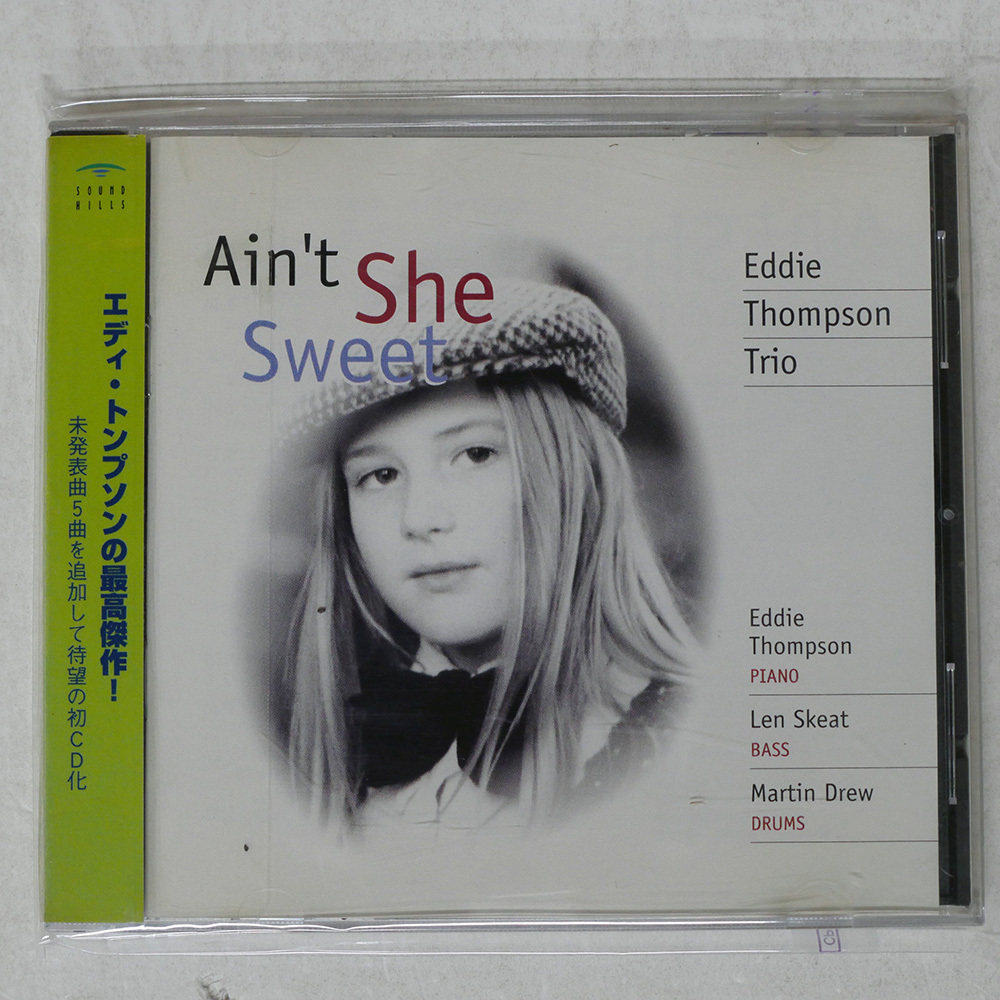 SOUND
HILLS
エディ・トンプソンの最高傑作!
未発表曲5曲を追加して待望の初CD化
Ain't She
Sweet
Eddie
Thompson
Trio
Eddie
Thompson
PIANO
Len Skeat
BASS
Martin Drew
DRUMS
Cb